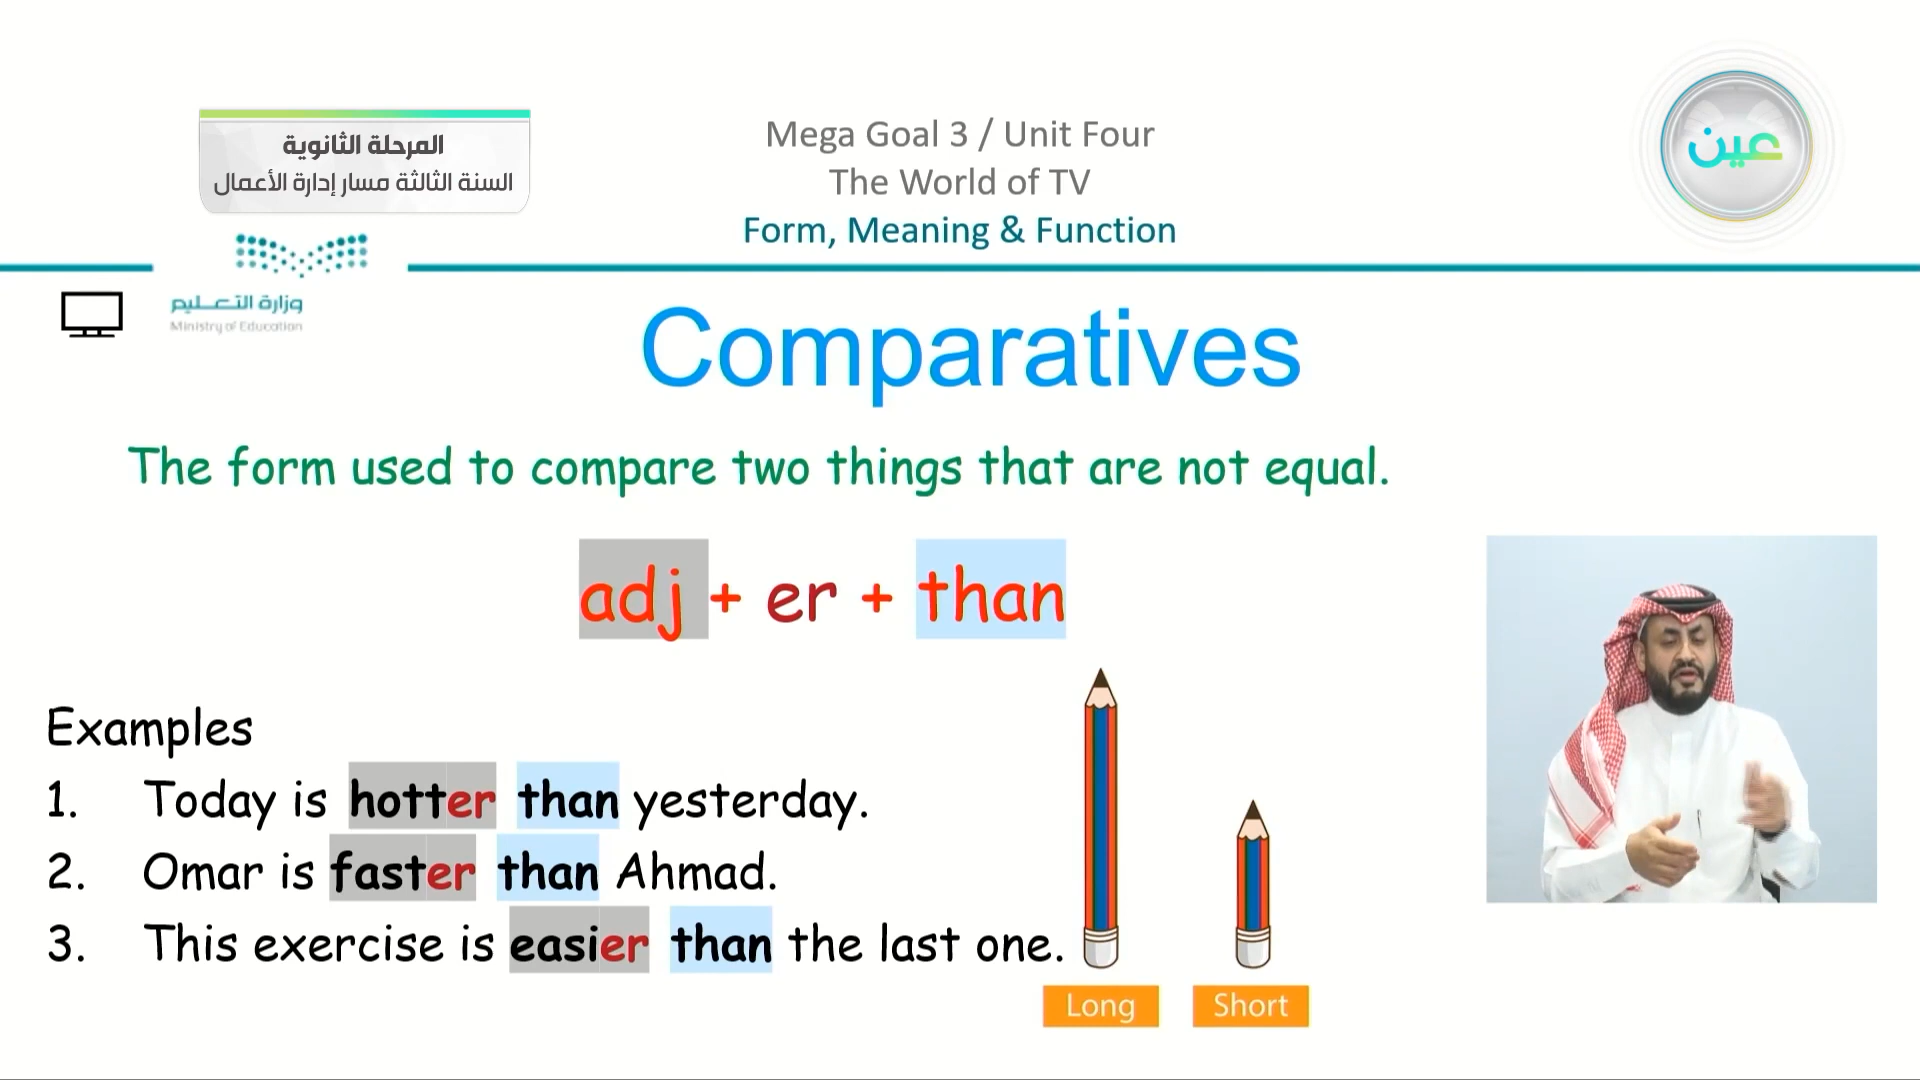 المرحلة الثانوية
السنة الثالثة مسار إدارة الأعمال
Mega Goal 3 / Unit Four
The World of TV
Form, Meaning & Function
عين
وزارة التعليم
Ministry of Education
Comparatives
The form used to compare two things that are not equal.
adj + er + than
Examples
1. Today is hotter than yesterday.
2. Omar is faster than Ahmad.
3. This exercise is easier than the last one.
Long
Short